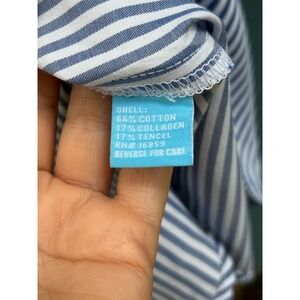 SHELL:
66% COTTON
17% COLLAGEN
17% TENCEL
RN# 16859
REVERSE FOR CARE